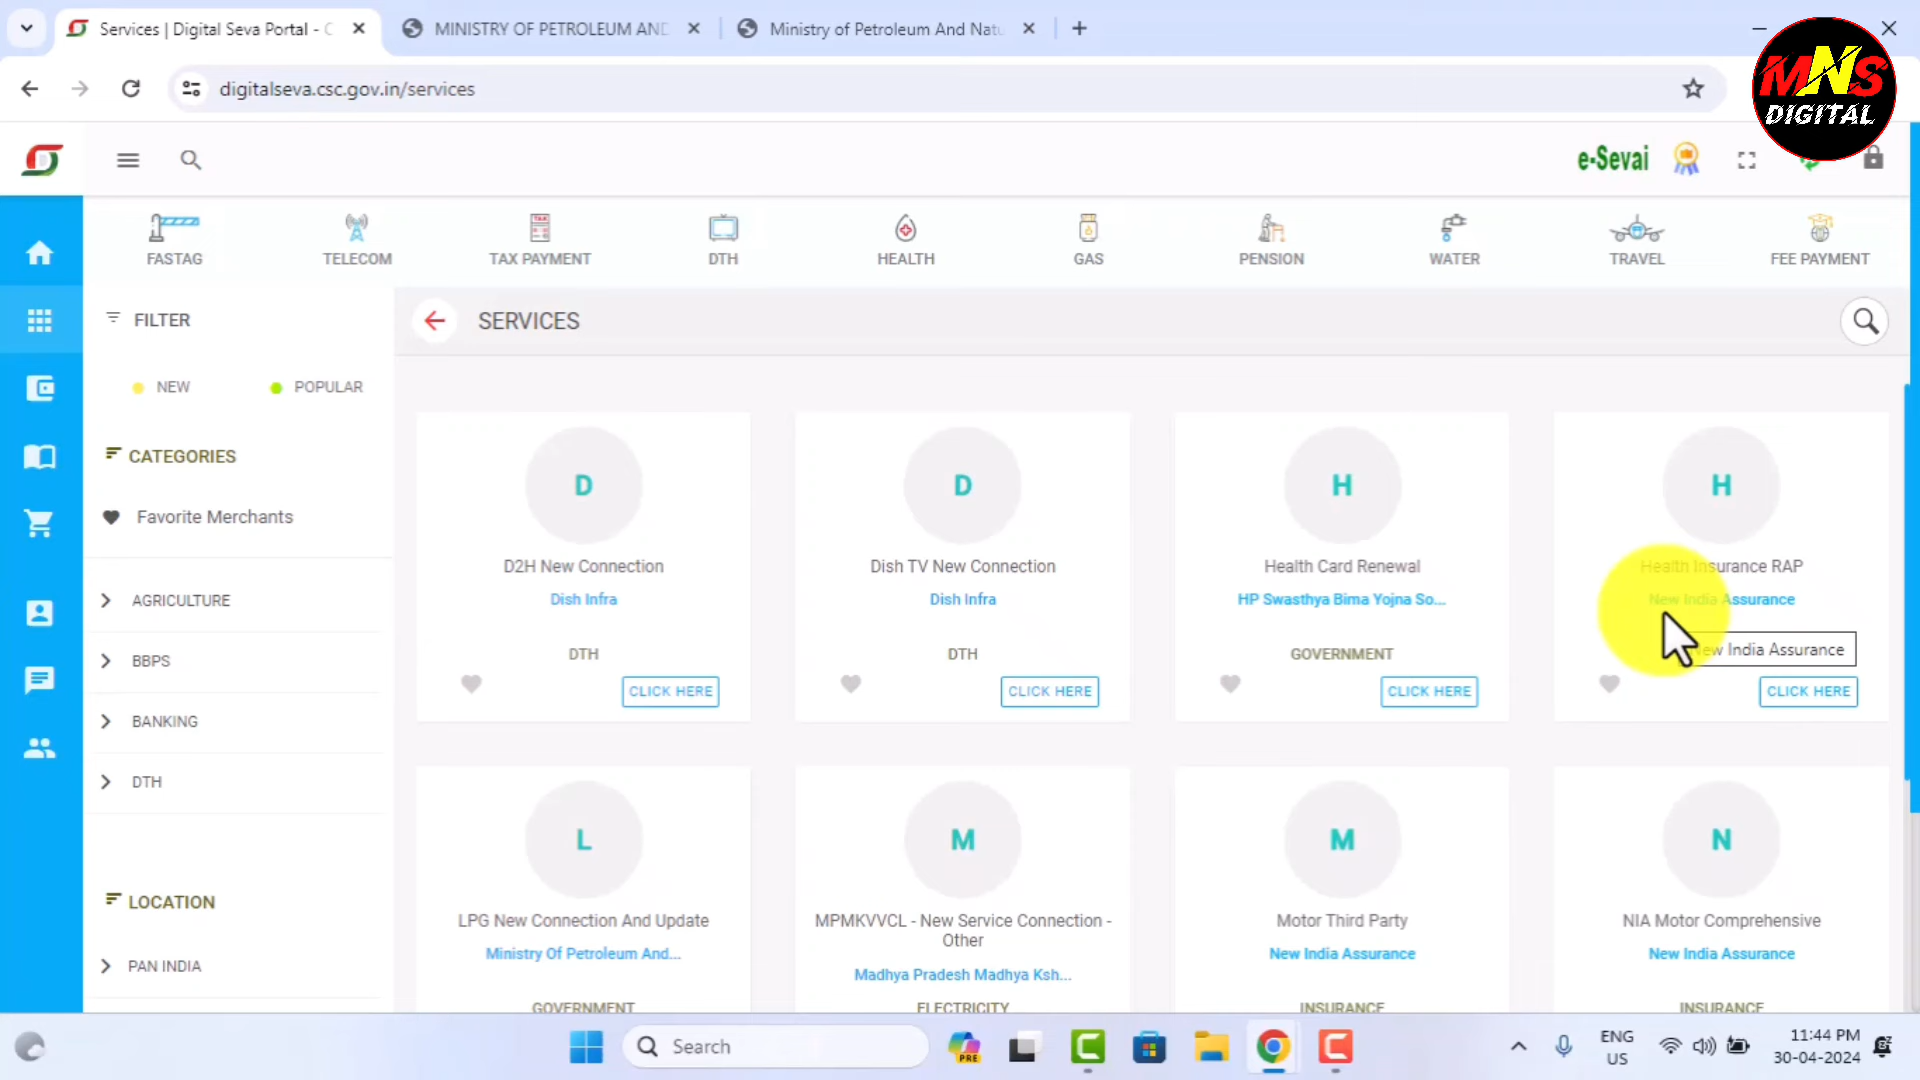 Services | Digital Seva Portal - C
MINISTRY OF PETROLEUM AND
Ministry of Petroleum And Natu
digitalseva.csc.gov.in/services
MNS
DIGITAL
e-Sevai
FASTAG
TELECOM
TAX PAYMENT
DTH
HEALTH
GAS
PENSION
WATER
TRAVEL
FEE PAYMENT
FILTER
SERVICES
NEW
POPULAR
CATEGORIES
Favorite Merchants
AGRICULTURE
BBPS
BANKING
DTH
LOCATION
PAN INDIA
D
D2H New Connection
Dish Infra
DTH
CLICK HERE
D
Dish TV New Connection
Dish Infra
DTH
CLICK HERE
H
Health Card Renewal
HP Swasthya Bima Yojna So...
GOVERNMENT
CLICK HERE
H
Health Insurance RAP
New India Assurance
New India Assurance
CLICK HERE
L
LPG New Connection And Update
Ministry Of Petroleum And...
GOVERNMENT
M
MPMKVVCL - New Service Connection -
Other
Madhya Pradesh Madhya Ksh...
ELECTRICITY
M
Motor Third Party
New India Assurance
INSURANCE
N
NIA Motor Comprehensive
New India Assurance
INSURANCE
Search
PRE
ENG
US
11:44 PM
30-04-2024